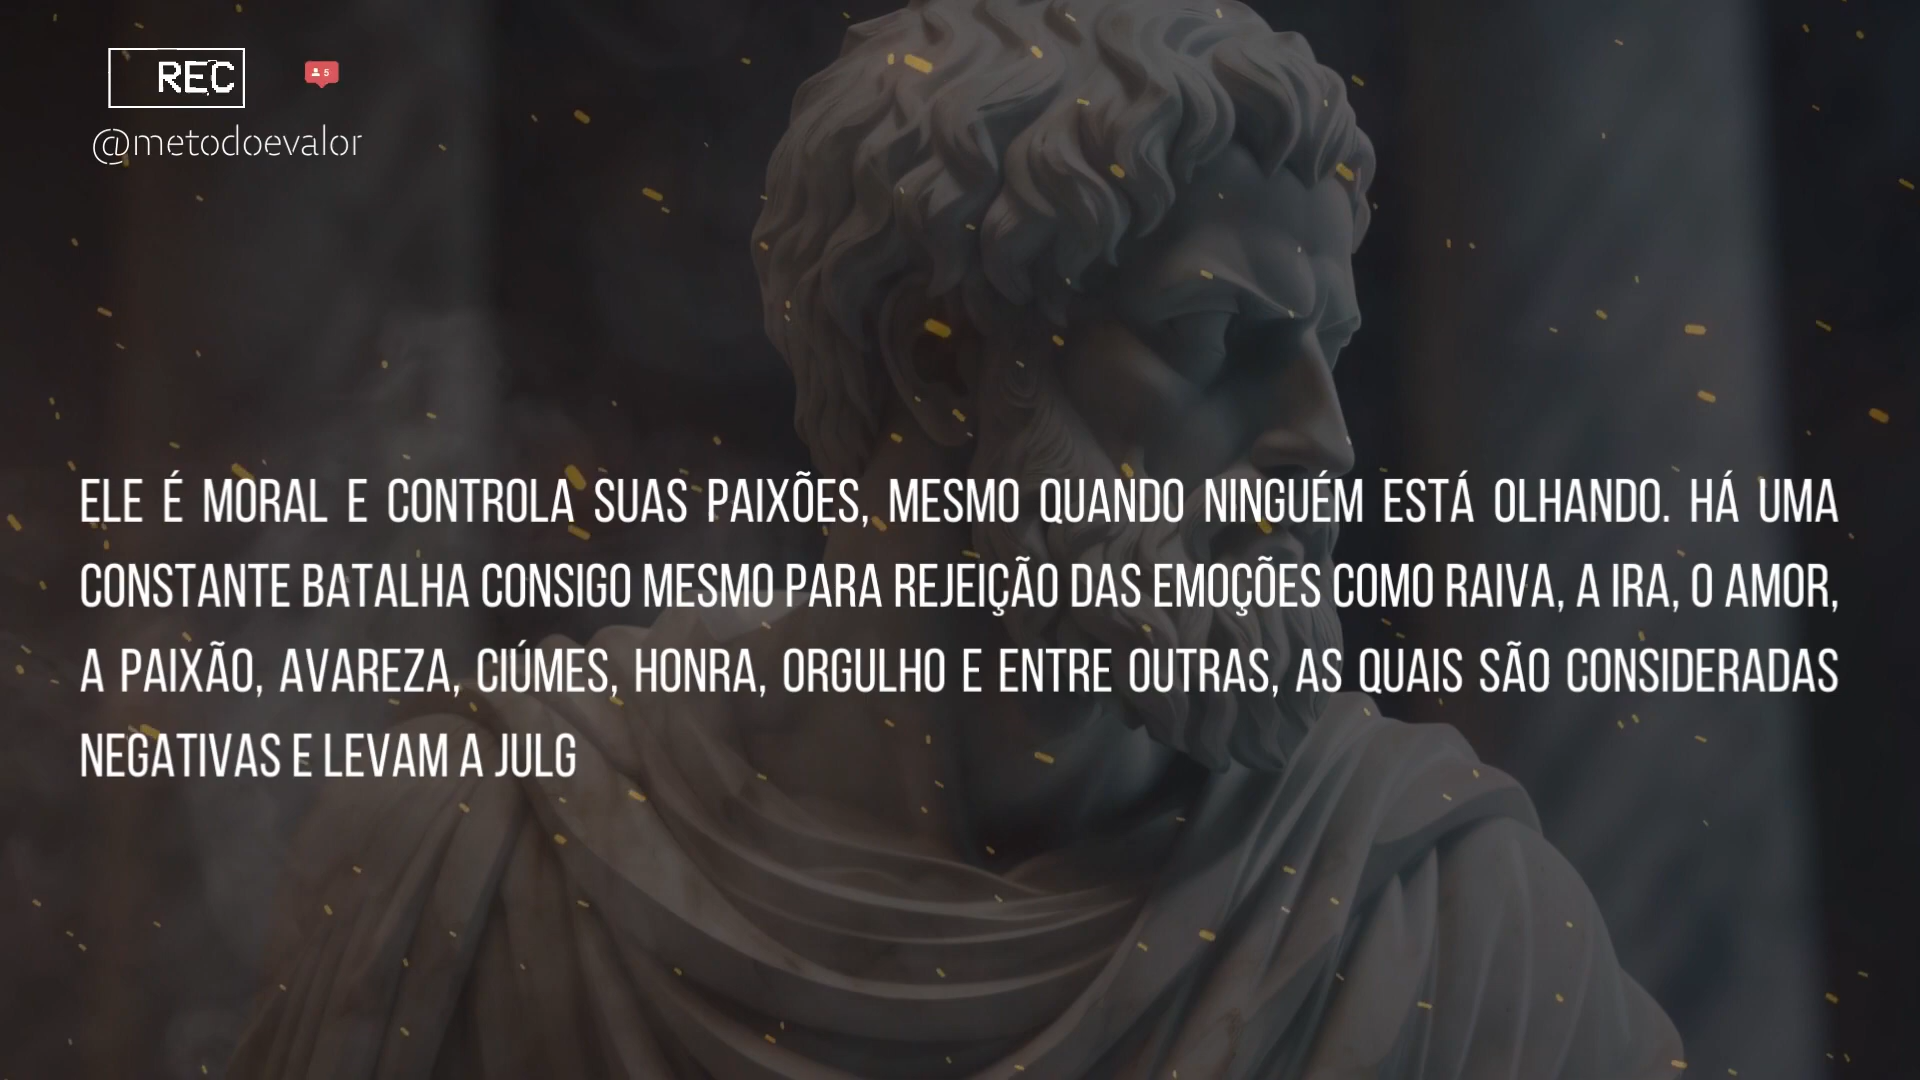 REC
5
@metodoevalor
ELE É MORAL E CONTROLA SUAS PAIXÕES, MESMO QUANDO NINGUÉM ESTÁ OLHANDO. HÁ UMA
CONSTANTE BATALHA CONSIGO MESMO PARA REJEIÇÃO DAS EMOÇÕES COMO RAIVA, A IRA, O AMOR,
A PAIXÃO, AVAREZA, CIÚMES, HONRA, ORGULHO E ENTRE OUTRAS, AS QUAIS SÃO CONSIDERADAS
NEGATIVAS E LEVAM A JULG